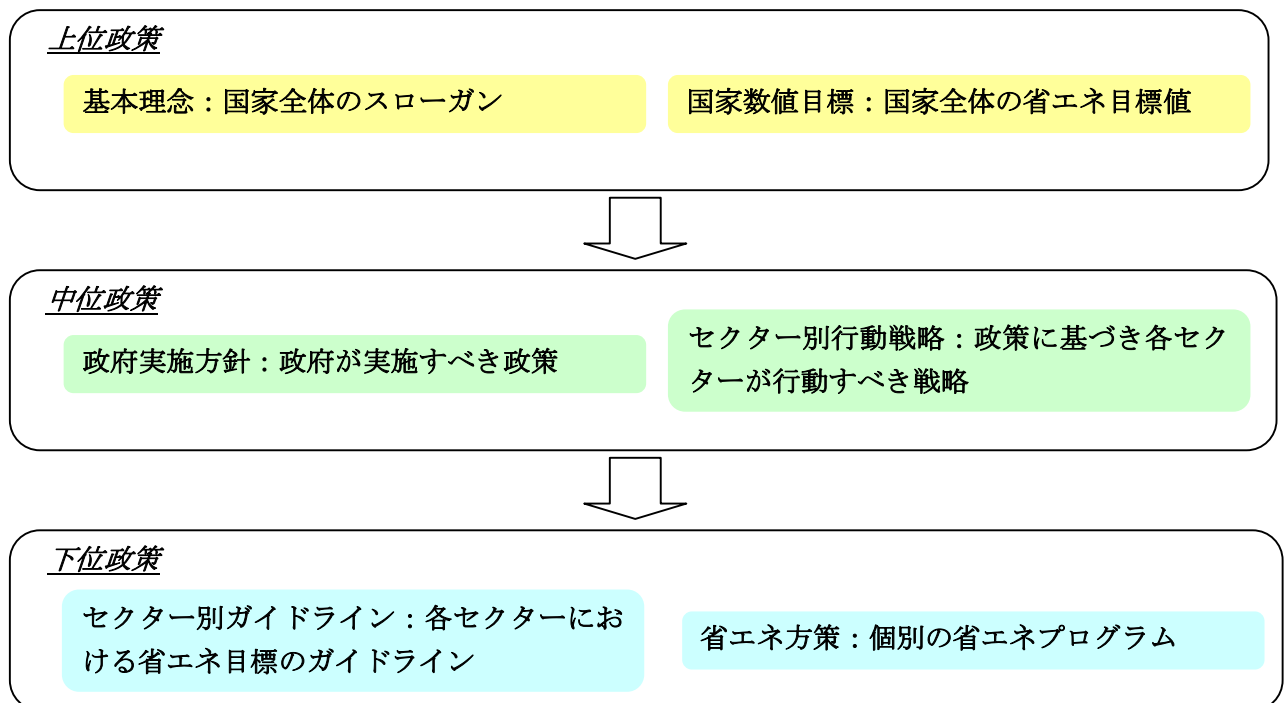 上位政策
基本理念：国家全体のスローガン
国家数値目標：国家全体の省エネ目標値
中位政策
政府実施方針：政府が実施すべき政策
セクター別行動戦略：政策に基づき各セク
ターが行動すべき戦略
下位政策
セクター別ガイドライン：各セクターにお
ける省エネ目標のガイドライン
省エネ方策：個別の省エネプログラム